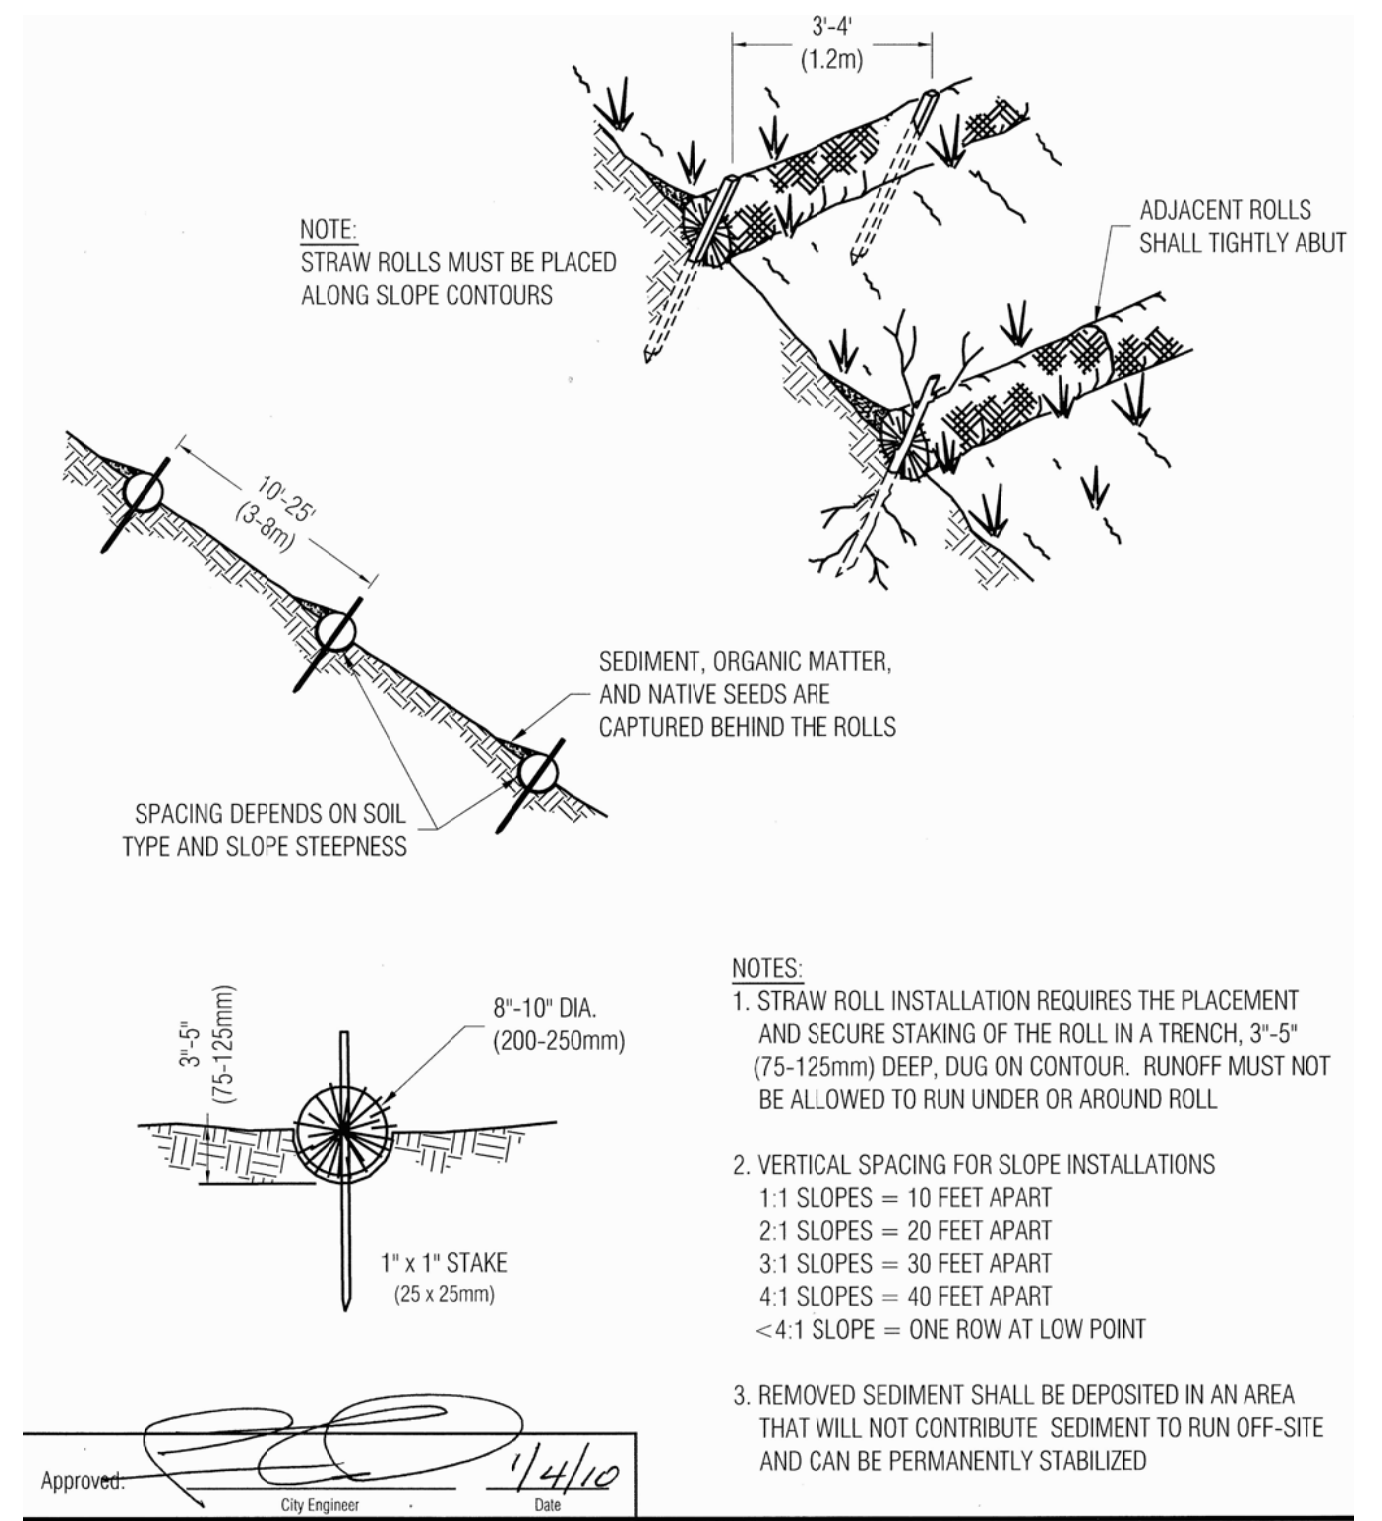 3'-4'
(1.2m)
ADJACENT ROLLS
SHALL TIGHTLY ABUT
NOTE:
STRAW ROLLS MUST BE PLACED
ALONG SLOPE CONTOURS
10'-25'
(3-8m)
SEDIMENT, ORGANIC MATTER,
AND NATIVE SEEDS ARE
CAPTURED BEHIND THE ROLLS
SPACING DEPENDS ON SOIL
TYPE AND SLOPE STEEPNESS
3"-5"
(75-125mm)
8"-10" DIA.
(200-250mm)
1" x 1" STAKE
(25 x 25mm)
NOTES:
1. STRAW ROLL INSTALLATION REQUIRES THE PLACEMENT
AND SECURE STAKING OF THE ROLL IN A TRENCH, 3"-5"
(75-125mm) DEEP, DUG ON CONTOUR. RUNOFF MUST NOT
BE ALLOWED TO RUN UNDER OR AROUND ROLL
2. VERTICAL SPACING FOR SLOPE INSTALLATIONS
1:1 SLOPES = 10 FEET APART
2:1 SLOPES = 20 FEET APART
3:1 SLOPES = 30 FEET APART
4:1 SLOPES = 40 FEET APART
<4:1 SLOPE = ONE ROW AT LOW POINT
3. REMOVED SEDIMENT SHALL BE DEPOSITED IN AN AREA
THAT WILL NOT CONTRIBUTE SEDIMENT TO RUN OFF-SITE
AND CAN BE PERMANENTLY STABILIZED
Approved:
1/4/10
City Engineer
Date